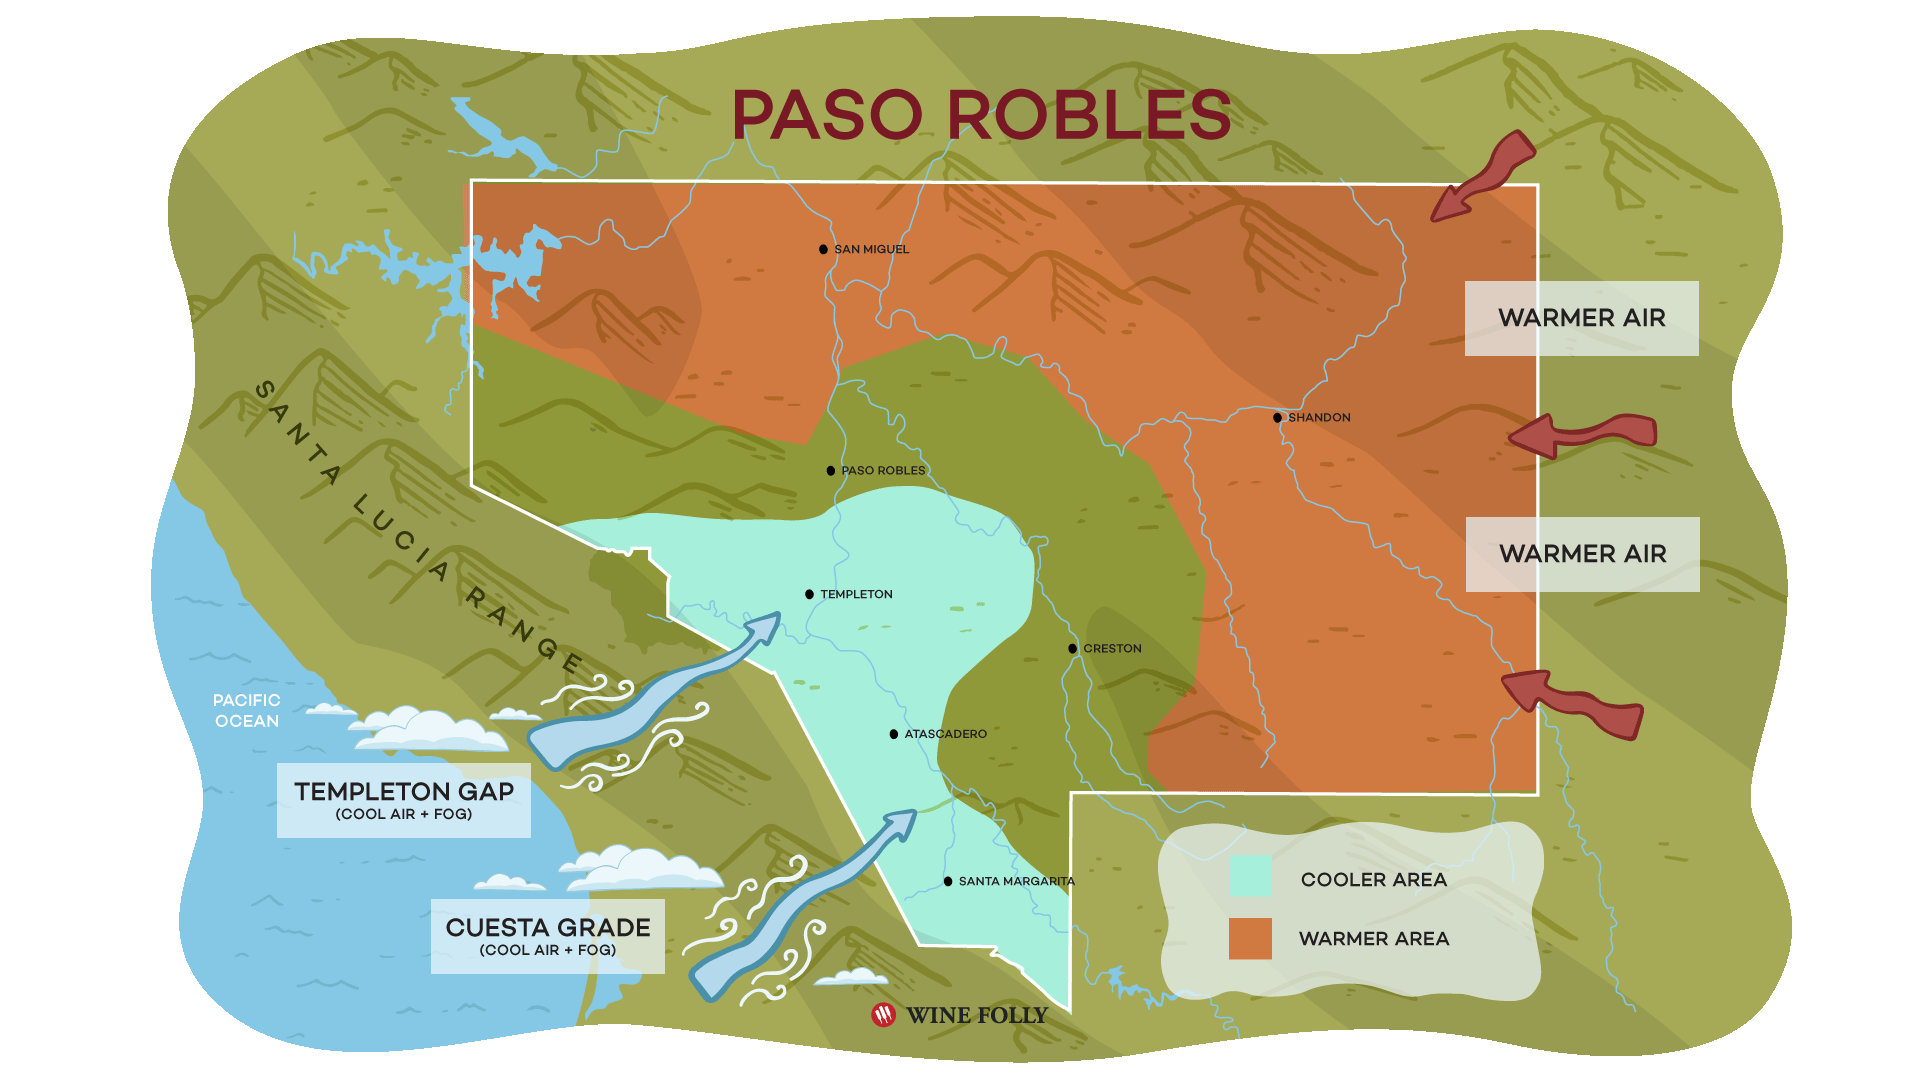 PASO ROBLES
SAN MIGUEL
WARMER AIR
SHANDON
SANTA LUCIA RANGE
PASO ROBLES
WARMER AIR
TEMPLETON
CRESTON
PACIFIC
OCEAN
ATASCADERO
TEMPLETON GAP
(COOL AIR + FOG)
SANTA MARGARITA
COOLER AREA
CUESTA GRADE
(COOL AIR + FOG)
WARMER AREA
WINE FOLLY